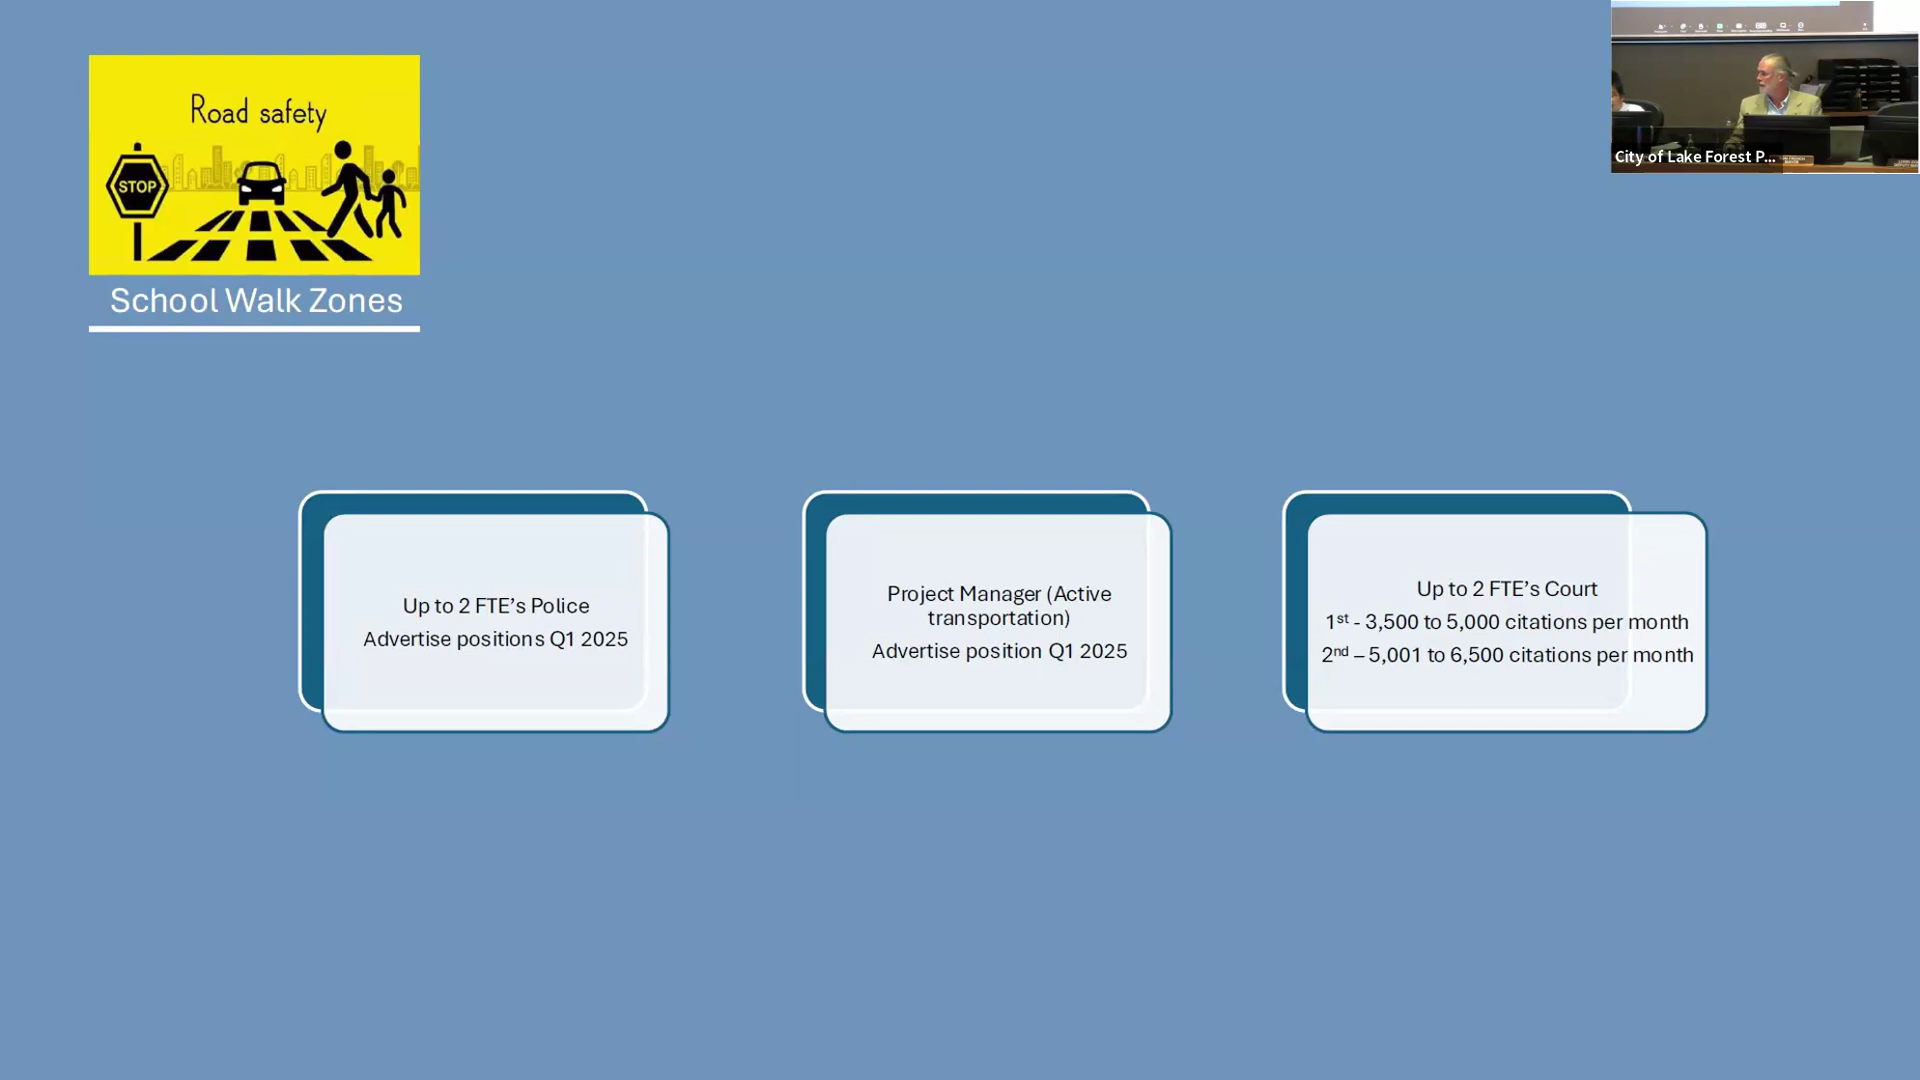 Road safety
STOP
School Walk Zones
City of Lake Forest P...
Up to 2 FTE's Police
Advertise positions Q1 2025
Project Manager (Active
transportation)
Advertise position Q1 2025
Up to 2 FTE's Court
1st - 3,500 to 5,000 citations per month
2nd – 5,001 to 6,500 citations per month